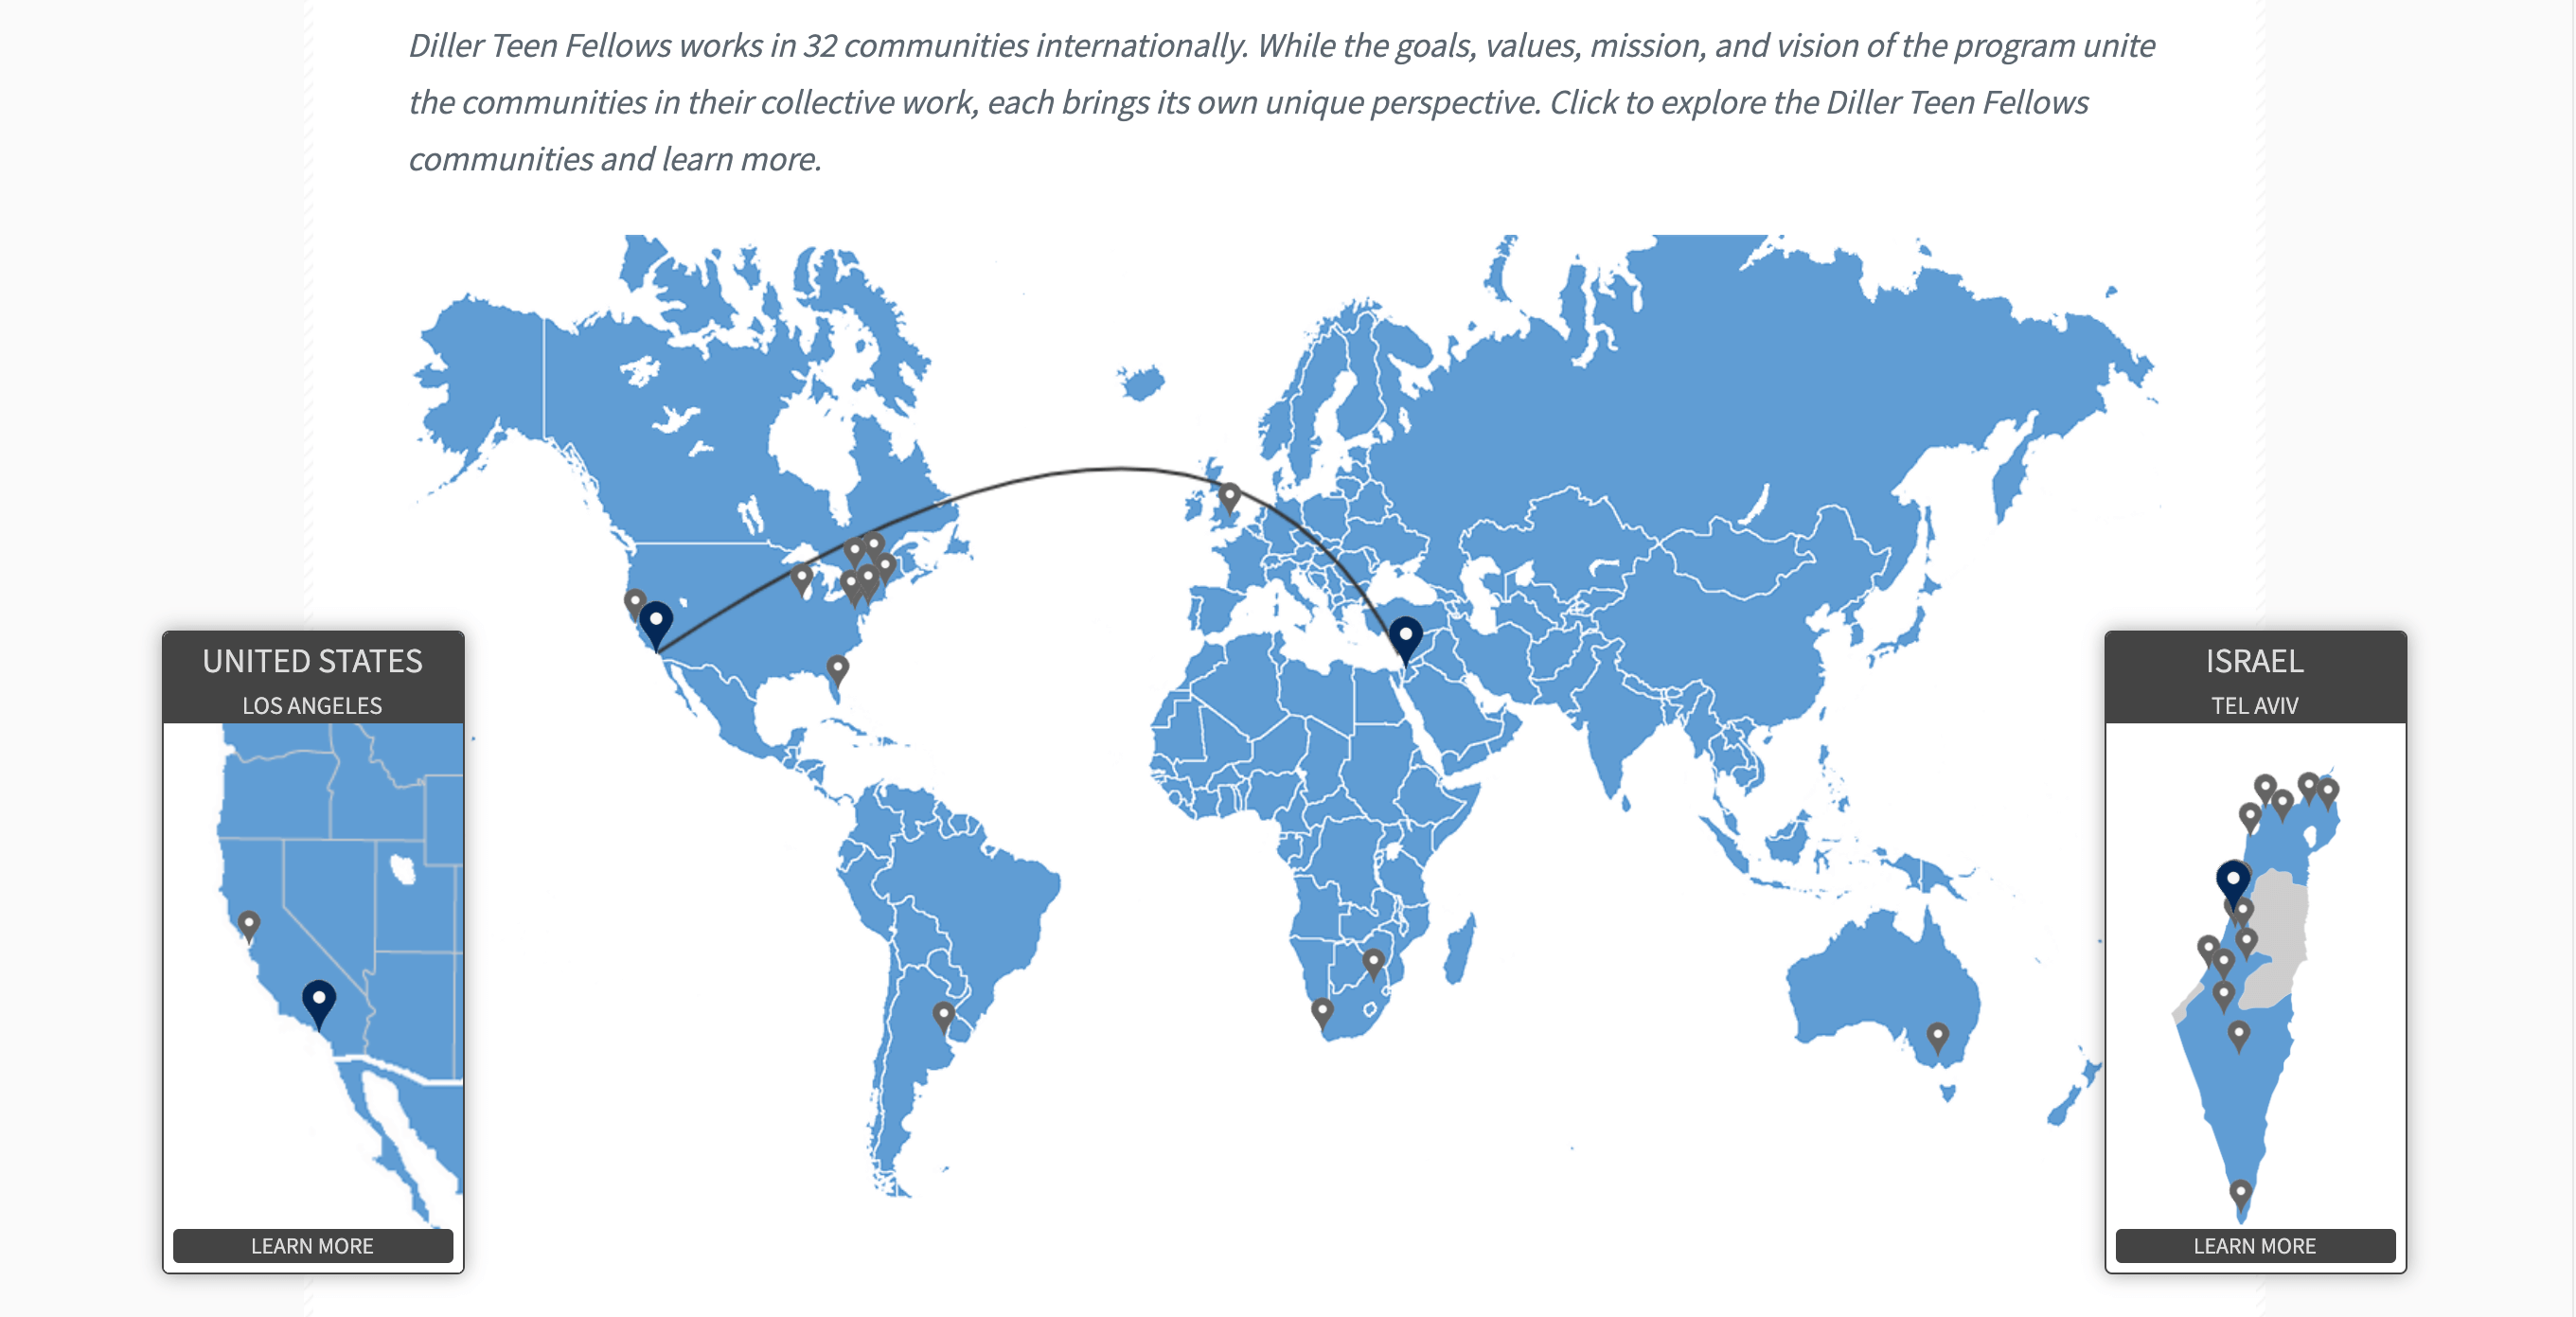 Diller Teen Fellows works in 32 communities internationally. While the goals, values, mission, and vision of the program unite
the communities in their collective work, each brings its own unique perspective. Click to explore the Diller Teen Fellows
communities and learn more.
UNITED STATES
LOS ANGELES
LEARN MORE
ISRAEL
TEL AVIV
LEARN MORE